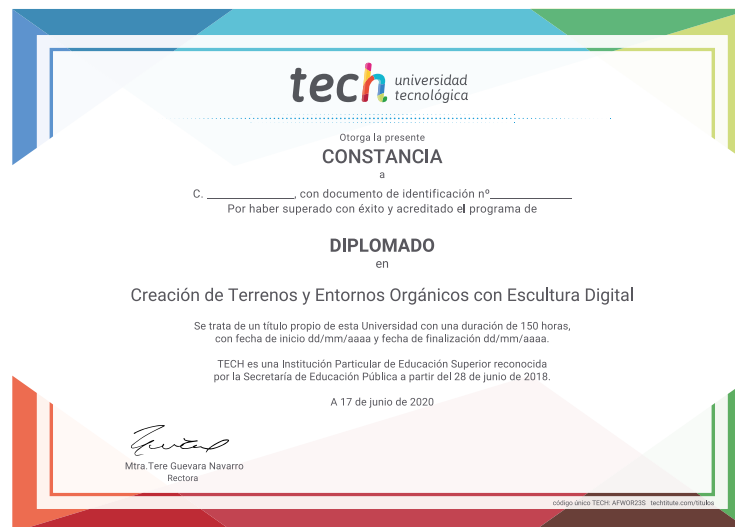 tech universidad
tecnológica
Otorga la presente
CONSTANCIA
a
C. ________________, con documento de identificación nº______________
Por haber superado con éxito y acreditado el programa de
DIPLOMADO
en
Creación de Terrenos y Entornos Orgánicos con Escultura Digital
Se trata de un título propio de esta Universidad con una duración de 150 horas,
con fecha de inicio dd/mm/aaaa y fecha de finalización dd/mm/aaaa.
TECH es una Institución Particular de Educación Superior reconocida
por la Secretaría de Educación Pública a partir del 28 de junio de 2018.
A 17 de junio de 2020
Mtra.Tere Guevara Navarro
Rectora
código único TECH: AFWOR23S techtitute.com/titulos